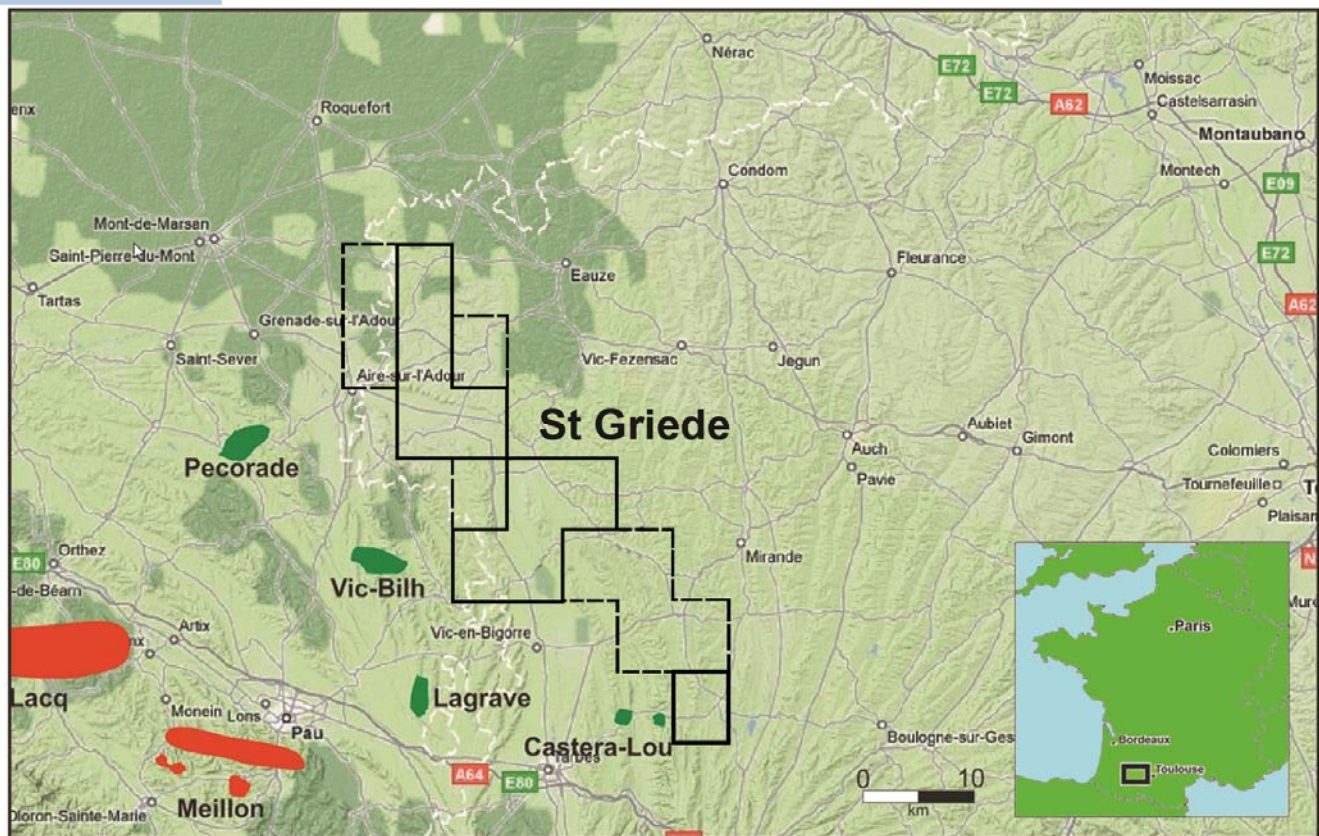 Nérac
E72
E72
A62
Moissac
Castelsarrasin
Montauban
Roquefort
Condom
Montech
E09
Mont-de-Marsan
Saint-Pierre-du-Mont
E72
Fleurance
Eauze
Tartas
A62
Grenade-sur-l'Adour
Saint-Sever
Vic-Fezensac
Jegun
Aire-sur-l'Adour
St Griede
Aubiet
Auch
Gimont
Pavie
Colomiers
Tournefeuille
Plaisan
Pecorade
Orthez
E80
-de-Béarn
Mirande
Vic-Bilh
Artix
Vic-en-Bigorre
Paris
Lacq
Monein
Lons
Pau
Lagrave
Castera-Lou
Boulogne-sur-Ges
Bordeaux
Toulouse
A64
E80
Meillon
Oloron-Sainte-Marie
0
10
km